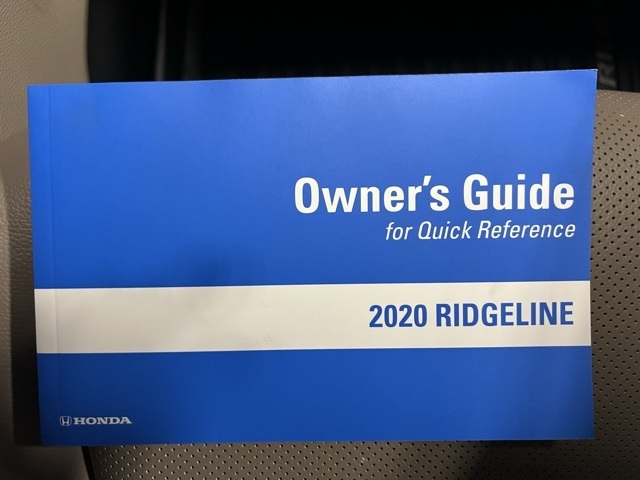 Owner's Guide
for Quick Reference
2020 RIDGELINE
HONDA